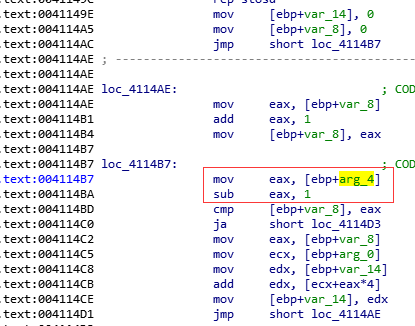 .text:0041149C rep stosd
.text:0041149E mov [ebp+var_14], 0
.text:004114A5 mov [ebp+var_8], 0
.text:004114AC jmp short loc_4114B7
.text:004114AE ; ---------------------------------------
.text:004114AE
.text:004114AE loc_4114AE: ; COD
.text:004114AE mov eax, [ebp+var_8]
.text:004114B1 add eax, 1
.text:004114B4 mov [ebp+var_8], eax
.text:004114B7
.text:004114B7 loc_4114B7: ; COD
.text:004114B7 mov eax, [ebp+arg_4]
.text:004114BA sub eax, 1
.text:004114BD cmp [ebp+var_8], eax
.text:004114C0 ja short loc_4114D3
.text:004114C2 mov eax, [ebp+var_8]
.text:004114C5 mov ecx, [ebp+arg_0]
.text:004114C8 mov edx, [ebp+var_14]
.text:004114CB add edx, [ecx+eax*4]
.text:004114CE mov [ebp+var_14], edx
.text:004114D1 jmp short loc_4114AE